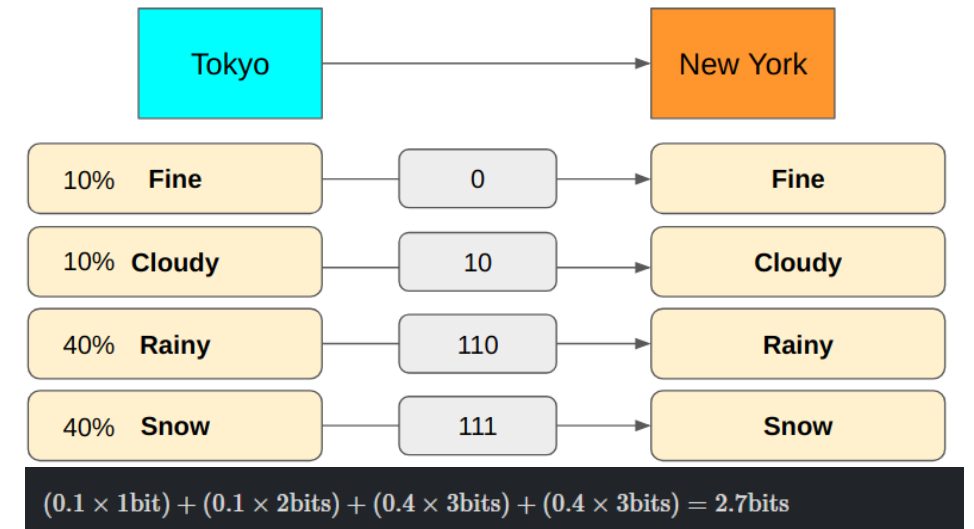 Tokyo New York
10% Fine 0 Fine
10% Cloudy 10 Cloudy
40% Rainy 110 Rainy
40% Snow 111 Snow
(0.1 × 1bit) + (0.1 × 2bits) + (0.4 × 3bits) + (0.4 × 3bits) = 2.7bits